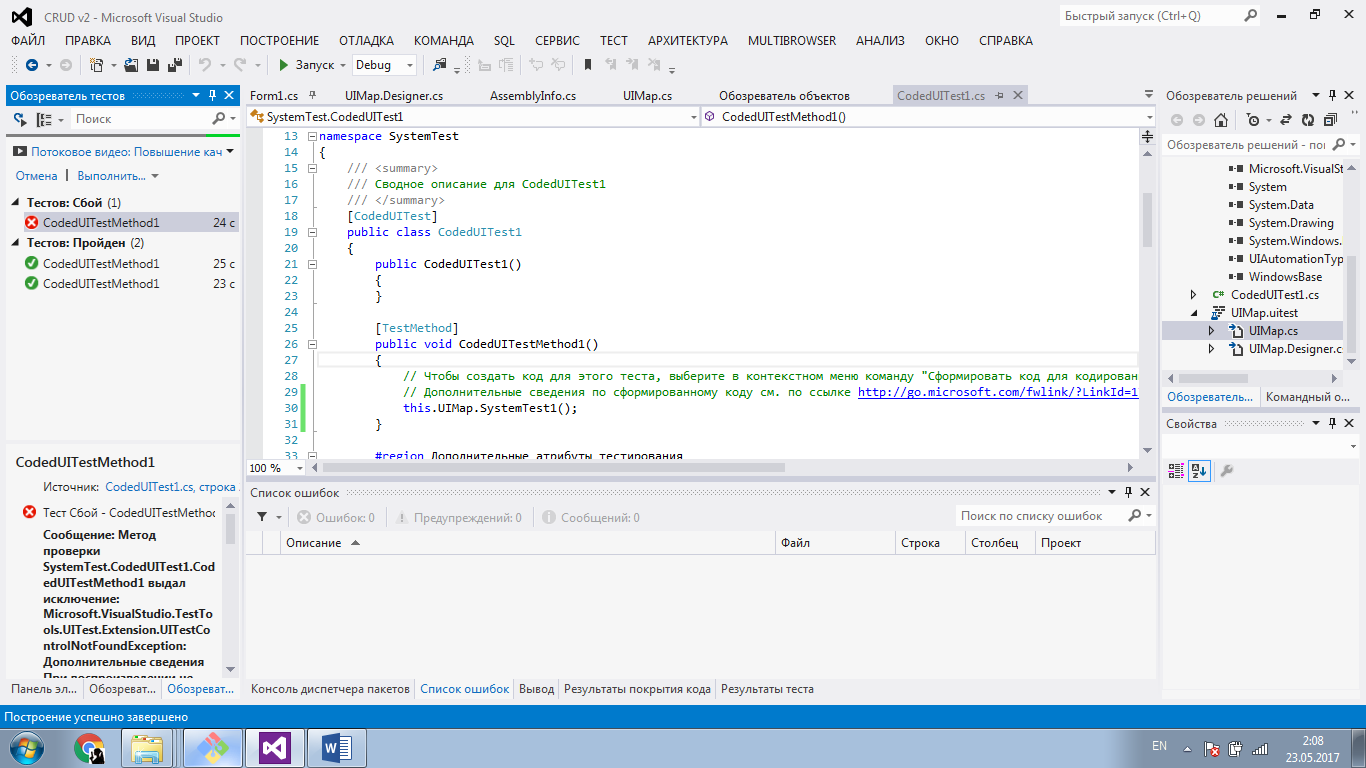 CRUD v2 - Microsoft Visual Studio
Быстрый запуск (Ctrl+Q)
ФАЙЛ ПРАВКА ВИД ПРОЕКТ ПОСТРОЕНИЕ ОТЛАДКА КОМАНДА SQL СЕРВИС ТЕСТ АРХИТЕКТУРА MULTIBROWSER АНАЛИЗ ОКНО СПРАВКА
Запуск Debug
Обозреватель тестов
Поиск
Потоковое видео: Повышение кач
Отмена Выполнить...
Тестов: Сбой (1)
CodedUITestMethod1 24 с
Тестов: Пройден (2)
CodedUITestMethod1 25 с
CodedUITestMethod1 23 с
CodedUITestMethod1
Источник: CodedUITest1.cs, строка
Тест Сбой - CodedUITestMethod
Сообщение: Метод
проверки
SystemTest.CodedUITest1.Cod
edUITestMethod1 выдал
исключение:
Microsoft.VisualStudio.TestTo
ols.UITest.Extension.UITestCo
ntrolNotFoundException:
Дополнительные сведения
При воспроизведении не
Панель эл... Обозреват... Обозреват...
Form1.cs UIMap.Designer.cs AssemblyInfo.cs UIMap.cs Обозреватель объектов CodedUITest1.cs
SystemTest.CodedUITest1 CodedUITestMethod1()
13 namespace SystemTest
14 {
15 /// <summary>
16 /// Сводное описание для CodedUITest1
17 /// </summary>
18 [CodedUITest]
19 public class CodedUITest1
20 {
21 public CodedUITest1()
22 {
23 }
24
25 [TestMethod]
26 public void CodedUITestMethod1()
27 {
28 // Чтобы создать код для этого теста, выберите в контекстном меню команду "Сформировать код для кодирован
29 // Дополнительные сведения по сформированному коду см. по ссылке http://go.microsoft.com/fwlink/?LinkId=1
30 this.UIMap.SystemTest1();
31 }
32
33 #region Дополнительные атрибуты тестирования
100 %
Список ошибок
Ошибок: 0 Предупреждений: 0 Сообщений: 0
Поиск по списку ошибок
Описание Файл Строка Столбец Проект
Консоль диспетчера пакетов Список ошибок Вывод Результаты покрытия кода Результаты теста
Обозреватель решений
Обозреватель решений - пои
Microsoft.VisualSt
System
System.Data
System.Drawing
System.Windows.
UIAutomationTyp
WindowsBase
CodedUITest1.cs
UIMap.uitest
UIMap.cs
UIMap.Designer.c
Обозреватель... Командный о...
Свойства
Построение успешно завершено
EN
2:08
23.05.2017